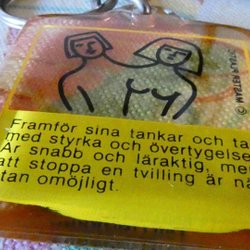 Framför sina tankar och ta
med styrka och övertygelse
Är snabb och läraktig, men
att stoppa en tvilling är nä
tan omöjligt.